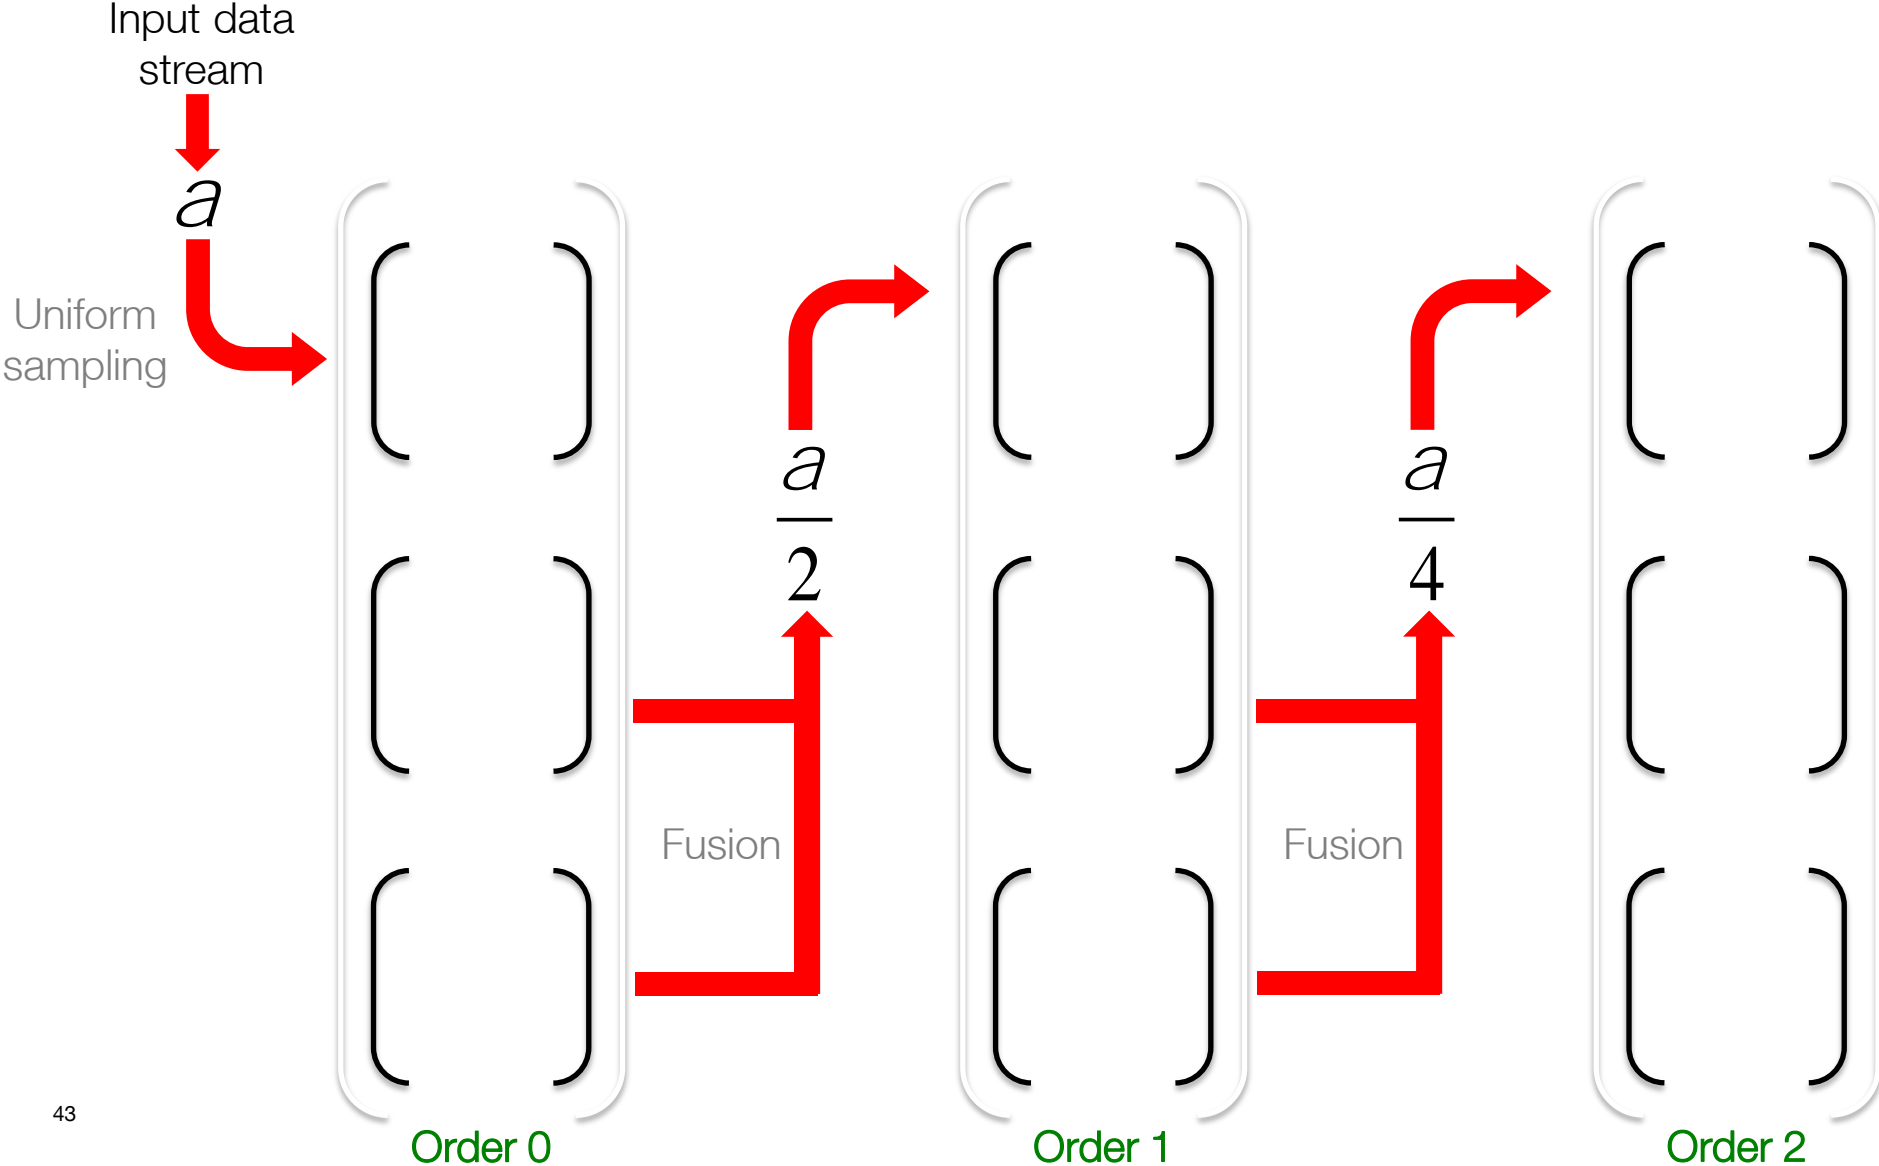 Input data
stream
a
Uniform
sampling
a
2
Fusion
a
4
Fusion
43
Order 0
Order 1
Order 2